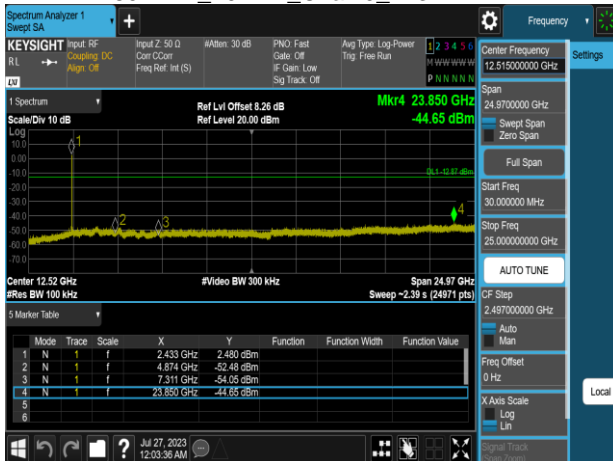 Spectrum Analyzer 1
Swept SA
+
Frequency
Settings
KEYSIGHT
RL
LXI
Input: RF
Coupling: DC
Align: Off
Input Z: 50 Ω
Corr CCorr
Freq Ref: Int (S)
#Atten: 30 dB
PNO: Fast
Gate: Off
IF Gain: Low
Sig Track: Off
Avg Type: Log-Power
Trig: Free Run
1 2 3 4 5 6
M W W W W W
P N N N N N
1 Spectrum
Scale/Div 10 dB
Ref Lvl Offset 8.26 dB
Ref Level 20.00 dBm
Mkr4 23.850 GHz
-44.65 dBm
Log
10.0
0.00
-10.0
-20.0
-30.0
-40.0
-50.0
-60.0
-70.0
1
2
3
4
DL1 -12.87 dBm
Center 12.52 GHz
#Res BW 100 kHz
#Video BW 300 kHz
Span 24.97 GHz
Sweep ~2.39 s (24971 pts)
5 Marker Table
Mode Trace Scale X Y Function Function Width Function Value
1 N 1 f 2.433 GHz 2.480 dBm
2 N 1 f 4.874 GHz -52.48 dBm
3 N 1 f 7.311 GHz -54.05 dBm
4 N 1 f 23.850 GHz -44.65 dBm
5
6
Center Frequency
12.515000000 GHz
Span
24.9700000 GHz
Swept Span
Zero Span
Full Span
Start Freq
30.000000 MHz
Stop Freq
25.000000000 GHz
AUTO TUNE
CF Step
2.497000000 GHz
Auto
Man
Freq Offset
0 Hz
X Axis Scale
Log
Lin
Signal Track
(Span Zoom)
Local
?
Jul 27, 2023
12:03:36 AM